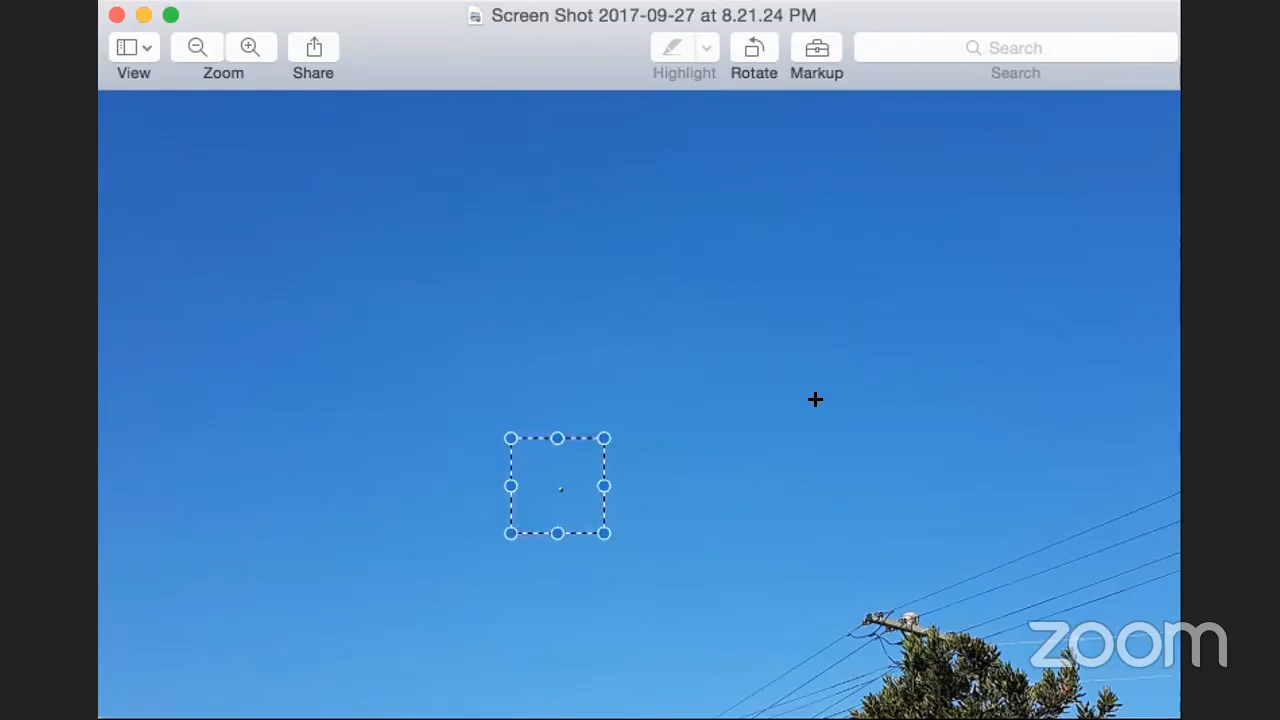 Screen Shot 2017-09-27 at 8.21.24 PM
View
Zoom
Share
Highlight
Rotate
Markup
Search
Search
zoom